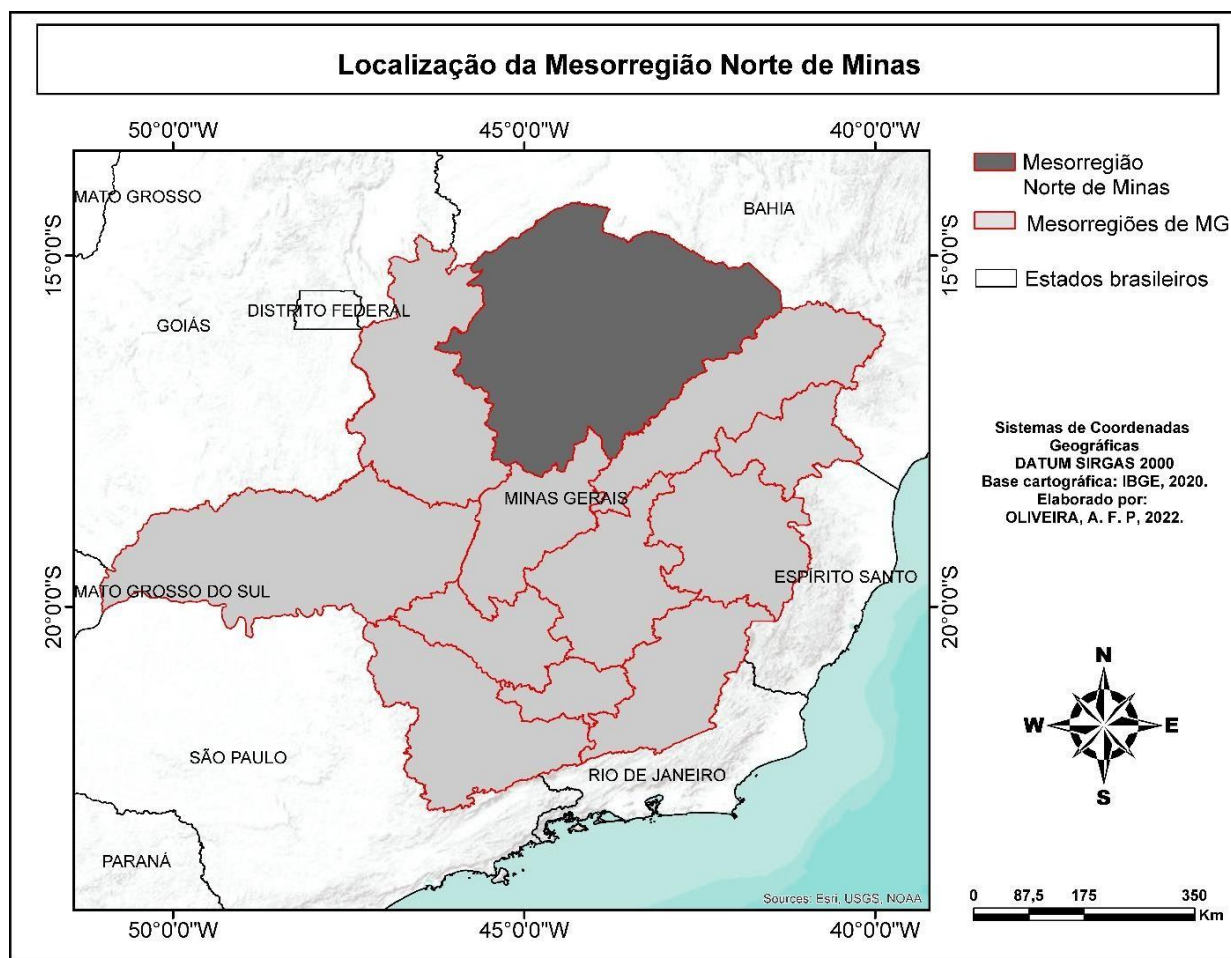 Localização da Mesorregião Norte de Minas
50°0'0"W
45°0'0"W
40°0'0"W
15°0'0"S
20°0'0"S
MATO GROSSO
BAHIA
GOIÁS
DISTRITO FEDERAL
MINAS GERAIS
MATO GROSSO DO SUL
ESPÍRITO SANTO
SÃO PAULO
RIO DE JANEIRO
PARANÁ
Sources: Esri, USGS, NOAA
15°0'0"S
20°0'0"S
50°0'0"W
45°0'0"W
40°0'0"W
Mesorregião
Norte de Minas
Mesorregiões de MG
Estados brasileiros
Sistemas de Coordenadas
Geográficas
DATUM SIRGAS 2000
Base cartográfica: IBGE, 2020.
Elaborado por:
OLIVEIRA, A. F. P, 2022.
N
W
E
S
0 87,5 175 350
Km